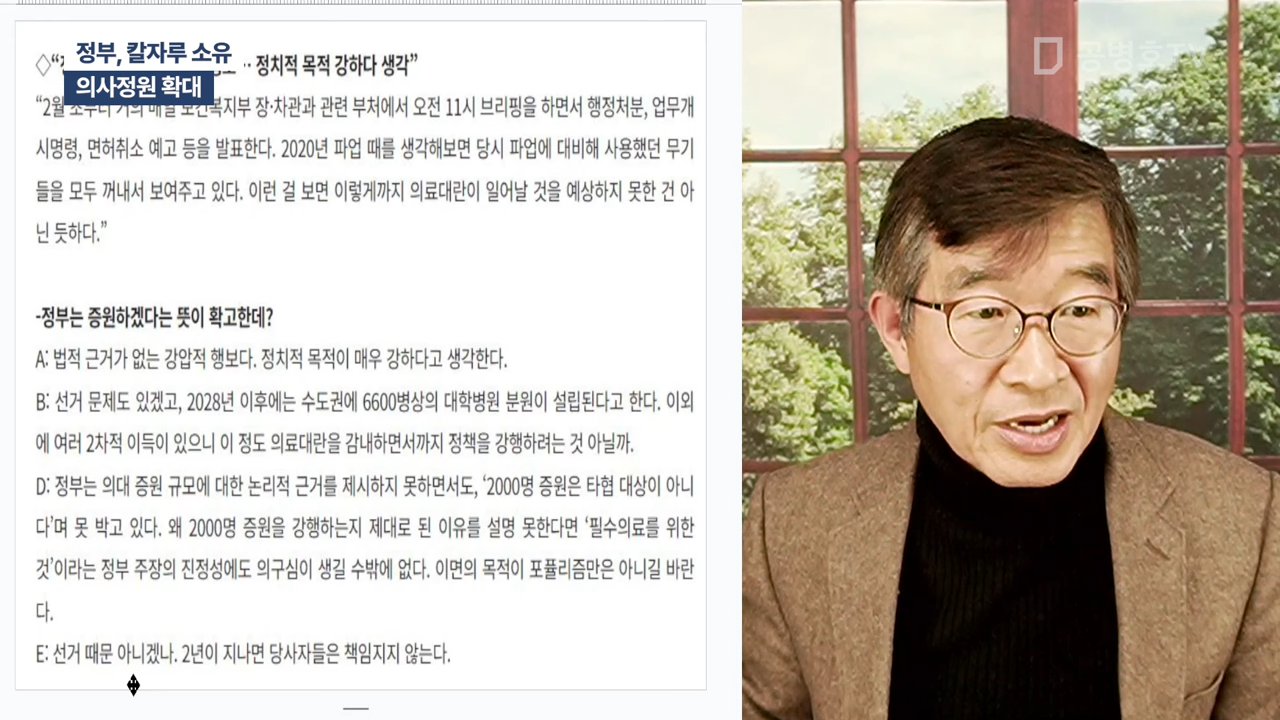 정부, 칼자루 소유
의사정원 확대
정치적 목적 강하다 생각”
“2월 보건복지부 장·차관과 관련 부처에서 오전 11시 브리핑을 하면서 행정처분, 업무개
시명령, 면허취소 예고 등을 발표한다. 2020년 파업 때를 생각해보면 당시 파업에 대비해 사용했던 무기
들을 모두 꺼내서 보여주고 있다. 이런 걸 보면 이렇게까지 의료대란이 일어날 것을 예상하지 못한 건 아
닌 듯하다.”
-정부는 증원하겠다는 뜻이 확고한데?
A: 법적 근거가 없는 강압적 행보다. 정치적 목적이 매우 강하다고 생각한다.
B: 선거 문제도 있겠고, 2028년 이후에는 수도권에 6600병상의 대학병원 분원이 설립된다고 한다. 이외
에 여러 2차적 이득이 있으니 이 정도 의료대란을 감내하면서까지 정책을 강행하려는 것 아닐까.
D: 정부는 의대 증원 규모에 대한 논리적 근거를 제시하지 못하면서도, ‘2000명 증원은 타협 대상이 아니
다’며 못 박고 있다. 왜 2000명 증원을 강행하는지 제대로 된 이유를 설명 못한다면 ‘필수의료를 위한
것’이라는 정부 주장의 진정성에도 의구심이 생길 수밖에 없다. 이면의 목적이 포퓰리즘만은 아니길 바란
다.
E: 선거 때문 아니겠나. 2년이 지나면 당사자들은 책임지지 않는다.
공병호TV